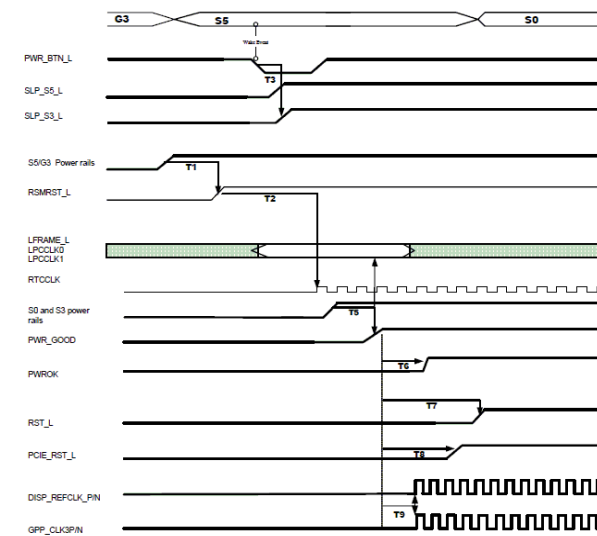 G3
S5
S0
Wake Event
PWR_BTN_L
T3
SLP_S5_L
SLP_S3_L
S5/G3 Power rails
T1
RSMRST_L
T2
LFRAME_L
LPCCLK0
LPCCLK1
RTCCLK
S0 and S3 power
rails
T5
PWR_GOOD
T6
PWROK
T7
RST_L
PCIE_RST_L
T8
DISP_REFCLK_P/N
T9
GPP_CLK3P/N